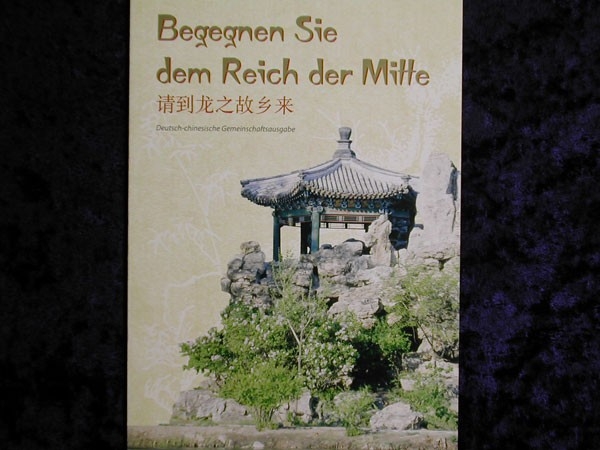 Begegnen Sie
dem Reich der Mitte
请到龙之故乡来
Deutsch-chinesische Gemeinschaftsausgabe